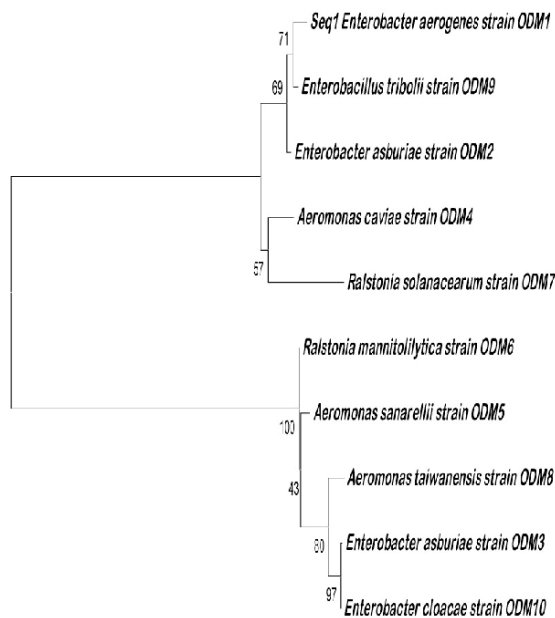 Seq1 Enterobacter aerogenes strain ODM1
71
Enterobacillus tribolii strain ODM9
69
Enterobacter asburiae strain ODM2
Aeromonas caviae strain ODM4
57
Ralstonia solanacearum strain ODM7
Ralstonia mannitolilytica strain ODM6
Aeromonas sanarellii strain ODM5
100
Aeromonas taiwanensis strain ODM8
43
Enterobacter asburiae strain ODM3
60
97
Enterobacter cloacae strain ODM10